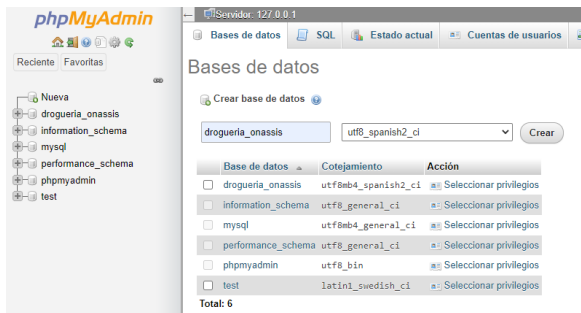 phpMyAdmin
Reciente Favoritas
Nueva
drogueria_onassis
information_schema
mysql
performance_schema
phpmyadmin
test
Servidor: 127.0.0.1
Bases de datos SQL Estado actual Cuentas de usuarios
Bases de datos
Crear base de datos
drogueria_onassis utf8_spanish2_ci Crear
Base de datos Cotejamiento Acción
drogueria_onassis utf8mb4_spanish2_ci Seleccionar privilegios
information_schema utf8_general_ci Seleccionar privilegios
mysql utf8mb4_general_ci Seleccionar privilegios
performance_schema utf8_general_ci Seleccionar privilegios
phpmyadmin utf8_bin Seleccionar privilegios
test latin1_swedish_ci Seleccionar privilegios
Total: 6